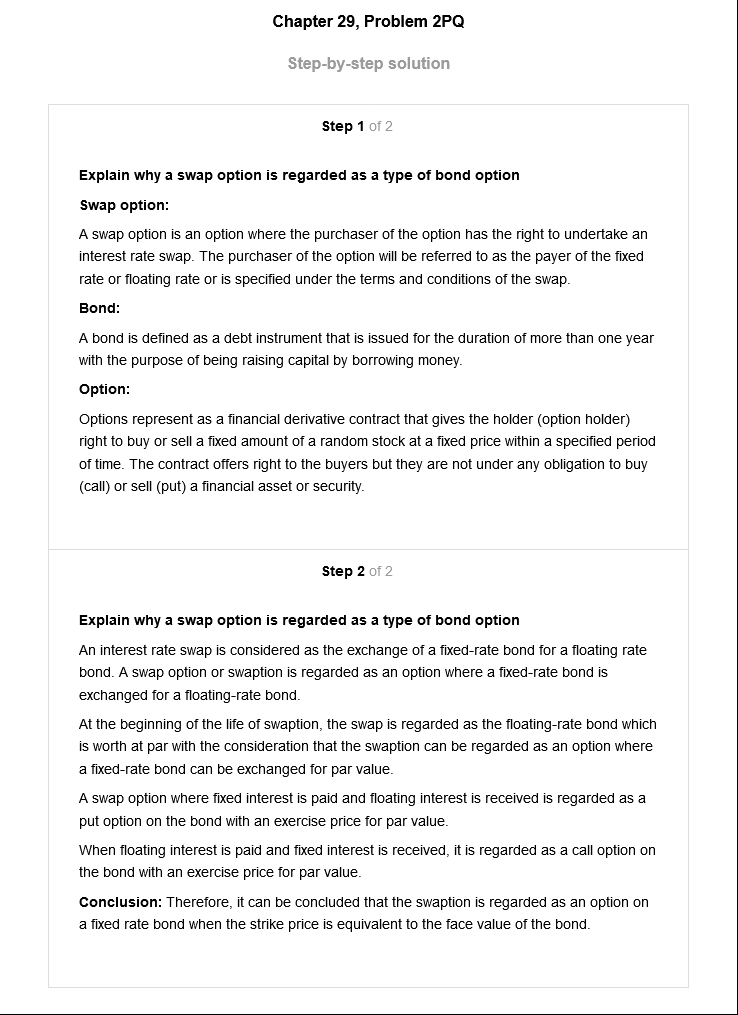 Chapter 29, Problem 2PQ
Step-by-step solution
Step 1 of 2
Explain why a swap option is regarded as a type of bond option
Swap option:
A swap option is an option where the purchaser of the option has the right to undertake an
interest rate swap. The purchaser of the option will be referred to as the payer of the fixed
rate or floating rate or is specified under the terms and conditions of the swap.
Bond:
A bond is defined as a debt instrument that is issued for the duration of more than one year
with the purpose of being raising capital by borrowing money.
Option:
Options represent as a financial derivative contract that gives the holder (option holder)
right to buy or sell a fixed amount of a random stock at a fixed price within a specified period
of time. The contract offers right to the buyers but they are not under any obligation to buy
(call) or sell (put) a financial asset or security.
Step 2 of 2
Explain why a swap option is regarded as a type of bond option
An interest rate swap is considered as the exchange of a fixed-rate bond for a floating rate
bond. A swap option or swaption is regarded as an option where a fixed-rate bond is
exchanged for a floating-rate bond.
At the beginning of the life of swaption, the swap is regarded as the floating-rate bond which
is worth at par with the consideration that the swaption can be regarded as an option where
a fixed-rate bond can be exchanged for par value.
A swap option where fixed interest is paid and floating interest is received is regarded as a
put option on the bond with an exercise price for par value.
When floating interest is paid and fixed interest is received, it is regarded as a call option on
the bond with an exercise price for par value.
Conclusion: Therefore, it can be concluded that the swaption is regarded as an option on
a fixed rate bond when the strike price is equivalent to the face value of the bond.